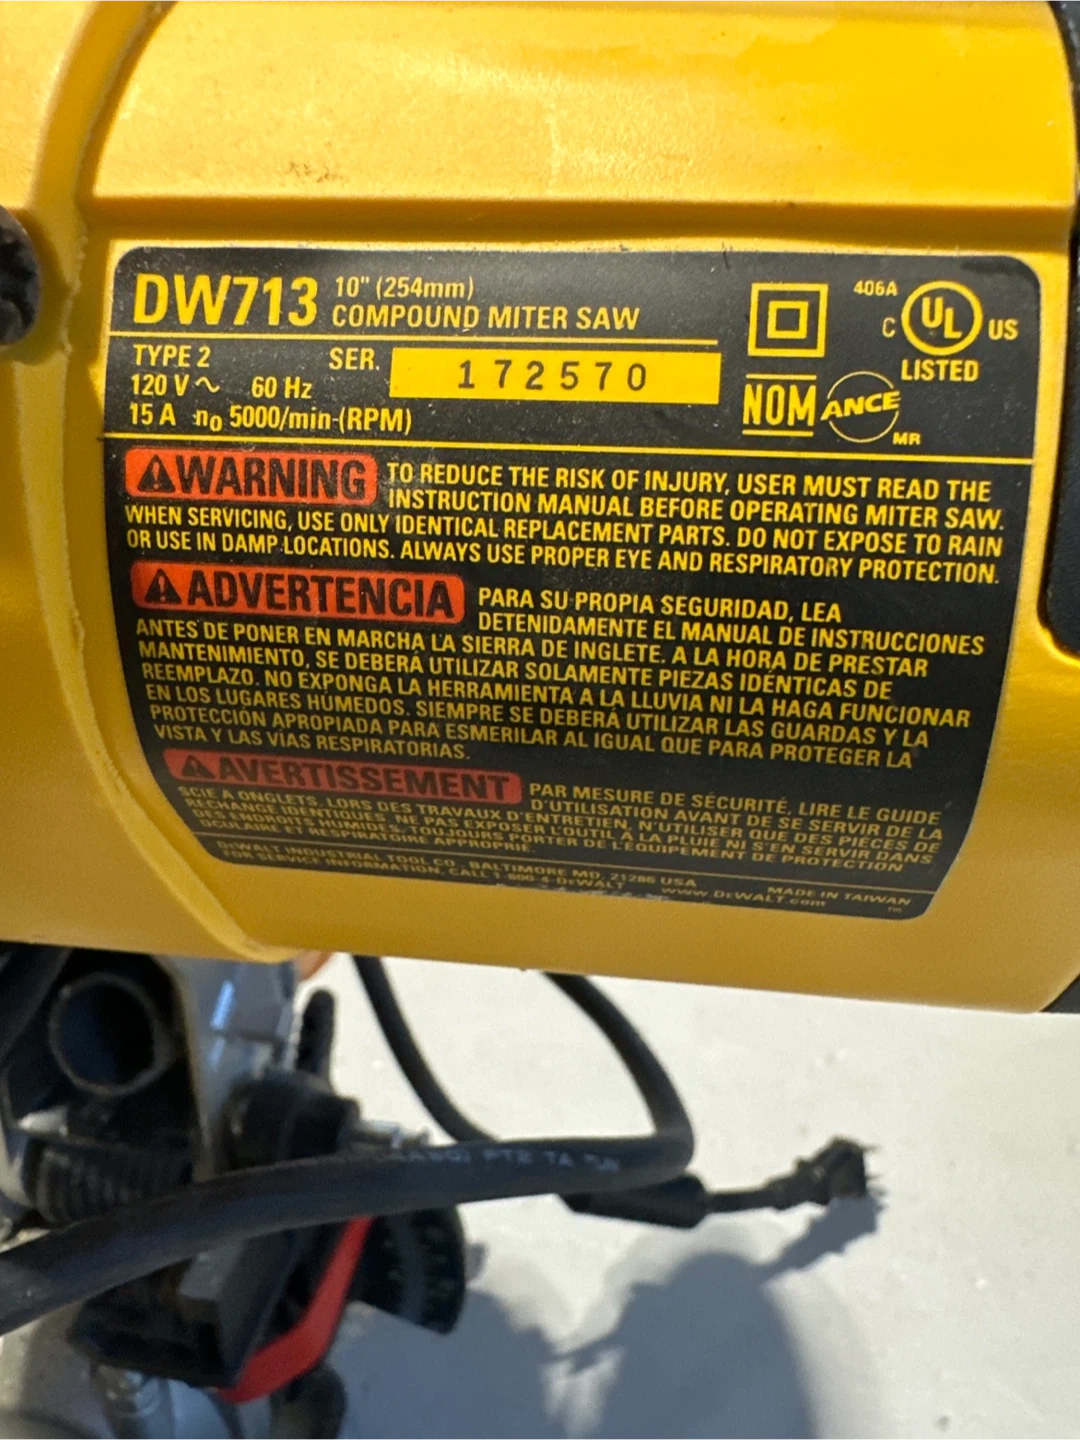 DW713 10" (254mm)
COMPOUND MITER SAW
TYPE 2 SER. 172570
120 V ~ 60 Hz
15 A no 5000/min-(RPM)
406A
C UL US
LISTED
NOM ANCE
MR
⚠WARNING TO REDUCE THE RISK OF INJURY, USER MUST READ THE
INSTRUCTION MANUAL BEFORE OPERATING MITER SAW.
WHEN SERVICING, USE ONLY IDENTICAL REPLACEMENT PARTS. DO NOT EXPOSE TO RAIN
OR USE IN DAMP LOCATIONS. ALWAYS USE PROPER EYE AND RESPIRATORY PROTECTION.
⚠ADVERTENCIA PARA SU PROPIA SEGURIDAD, LEA
DETENIDAMENTE EL MANUAL DE INSTRUCCIONES
ANTES DE PONER EN MARCHA LA SIERRA DE INGLETE. A LA HORA DE PRESTAR
MANTENIMIENTO, SE DEBERÁ UTILIZAR SOLAMENTE PIEZAS IDÉNTICAS DE
REEMPLAZO. NO EXPONGA LA HERRAMIENTA A LA LLUVIA NI LA HAGA FUNCIONAR
EN LOS LUGARES HÚMEDOS. SIEMPRE SE DEBERÁ UTILIZAR LAS GUARDAS Y LA
PROTECCIÓN APROPIADA PARA ESMERILAR AL IGUAL QUE PARA PROTEGER LA
VISTA Y LAS VÍAS RESPIRATORIAS.
⚠AVERTISSEMENT PAR MESURE DE SÉCURITÉ, LIRE LE GUIDE
D'UTILISATION AVANT DE SE SERVIR DE LA
SCIE A ONGLETS. LORS DES TRAVAUX D'ENTRETIEN, N'UTILISER QUE DES PIÈCES DE
RECHANGE IDENTIQUES. NE PAS EXPOSER L'OUTIL A LA PLUIE NI S'EN SERVIR DANS
DES ENDROITS HUMIDES. TOUJOURS PORTER DE L'ÉQUIPEMENT DE PROTECTION
OCULAIRE ET RESPIRATOIRE APPROPRIÉ.
DEWALT INDUSTRIAL TOOL CO., BALTIMORE MD, 21286 USA MADE IN TAIWAN
FOR SERVICE INFORMATION, CALL 1-800-4-DEWALT www.DEWALT.com ™